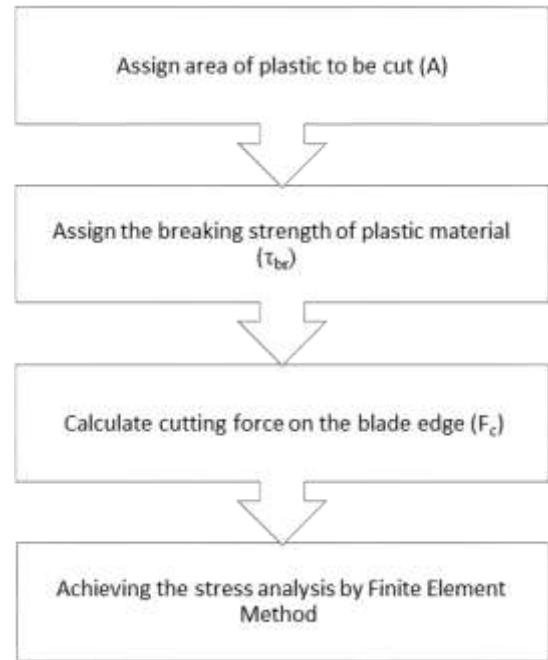 Assign area of plastic to be cut (A)
Assign the breaking strength of plastic material
(τbr)
Calculate cutting force on the blade edge (Fc)
Achieving the stress analysis by Finite Element
Method